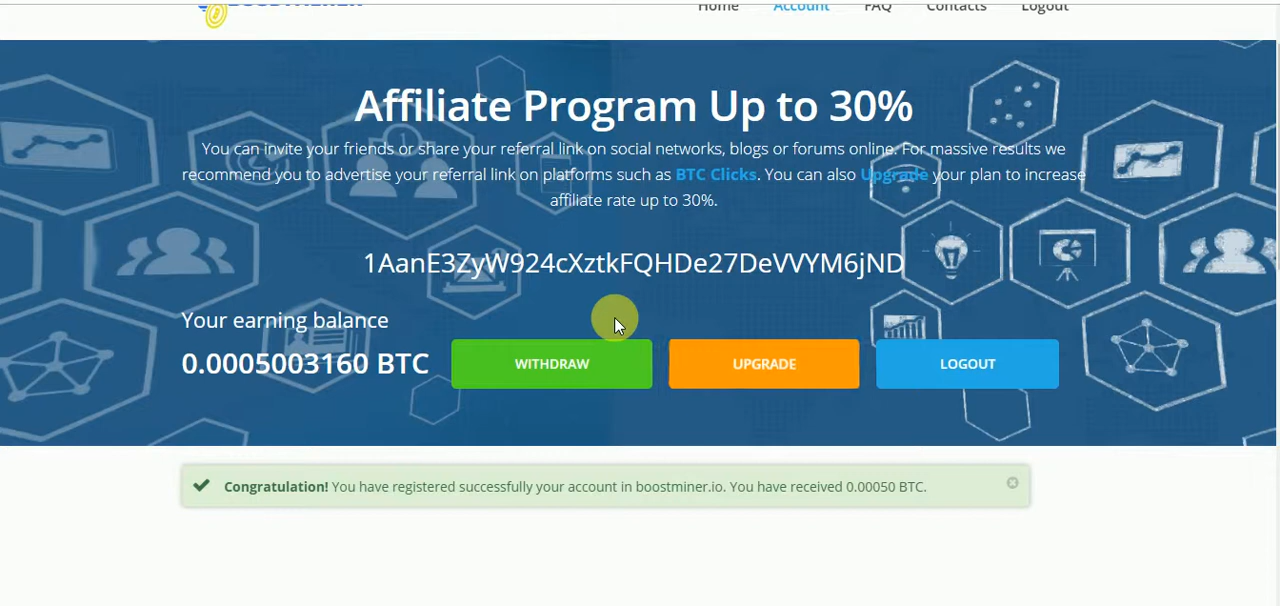 Home Account FAQ Contacts Logout
Affiliate Program Up to 30%
You can invite your friends or share your referral link on social networks, blogs or forums online. For massive results we
recommend you to advertise your referral link on platforms such as BTC Clicks. You can also Upgrade your plan to increase
affiliate rate up to 30%.
1AanE3ZyW924cXztkFQHDe27DeVVYM6jND
Your earning balance
0.0005003160 BTC WITHDRAW UPGRADE LOGOUT
Congratulation! You have registered successfully your account in boostminer.io. You have received 0.00050 BTC.